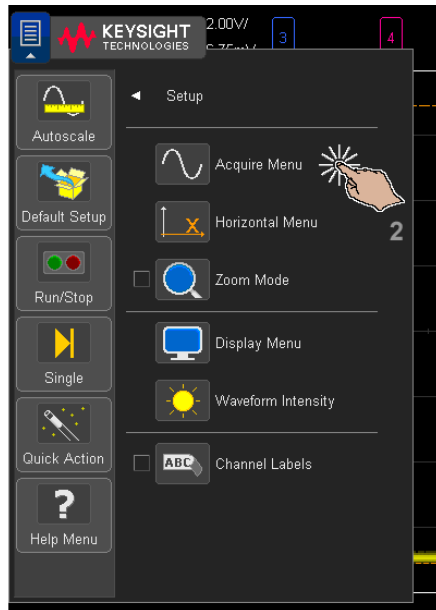 KEYSIGHT
TECHNOLOGIES
2.00V/
3
4
Setup
Autoscale
Default Setup
Run/Stop
Single
Quick Action
?
Help Menu
Acquire Menu
2
X
Horizontal Menu
Zoom Mode
Display Menu
Waveform Intensity
ABC
Channel Labels